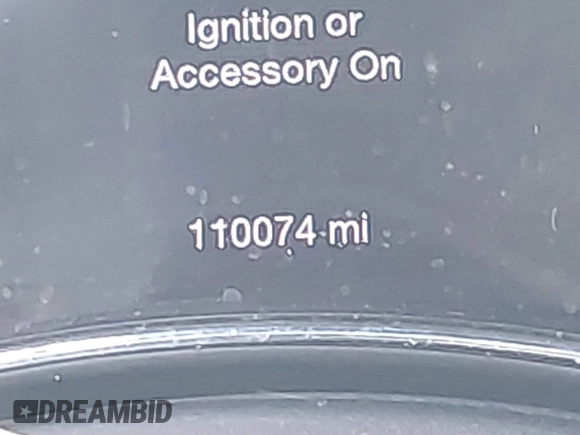 Ignition or
Accessory On
110074 mi
DREAMBID